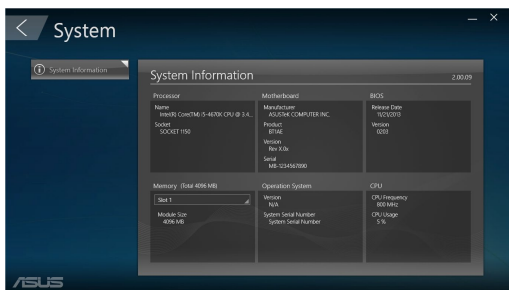 System
System Information
System Information
2.00.09
Processor
Name
Intel(R) Core(TM) i5-4670K CPU @ 3.4...
Socket
SOCKET 1150
Motherboard
Manufacturer
ASUSTeK COMPUTER INC.
Product
BT1AE
Version
Rev X.0x
Serial
MB-1234567890
BIOS
Release Date
11/21/2013
Version
0203
Memory (Total 4096 MB)
Slot 1
Module Size
4096 MB
Operation System
Version
N/A
System Serial Number
System Serial Number
CPU
CPU Frequency
800 MHz
CPU Usage
5 %
ASUS